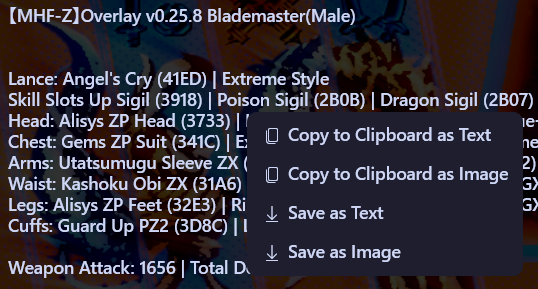 【MHF-Z】Overlay v0.25.8 Blademaster(Male)
Lance: Angel's Cry (41ED) | Extreme Style
Skill Slots Up Sigil (3918) | Poison Sigil (2B0B) | Dragon Sigil (2B07)
Head: Alisys ZP Head (3733) |
Chest: Gems ZP Suit (341C) |
Arms: Utatsumugu Sleeve ZX
Waist: Kashoku Obi ZX (31A6)
Legs: Alisys ZP Feet (32E3) |
Cuffs: Guard Up PZ2 (3D8C) |
Weapon Attack: 1656 | Total
Copy to Clipboard as Text
Copy to Clipboard as Image
Save as Text
Save as Image